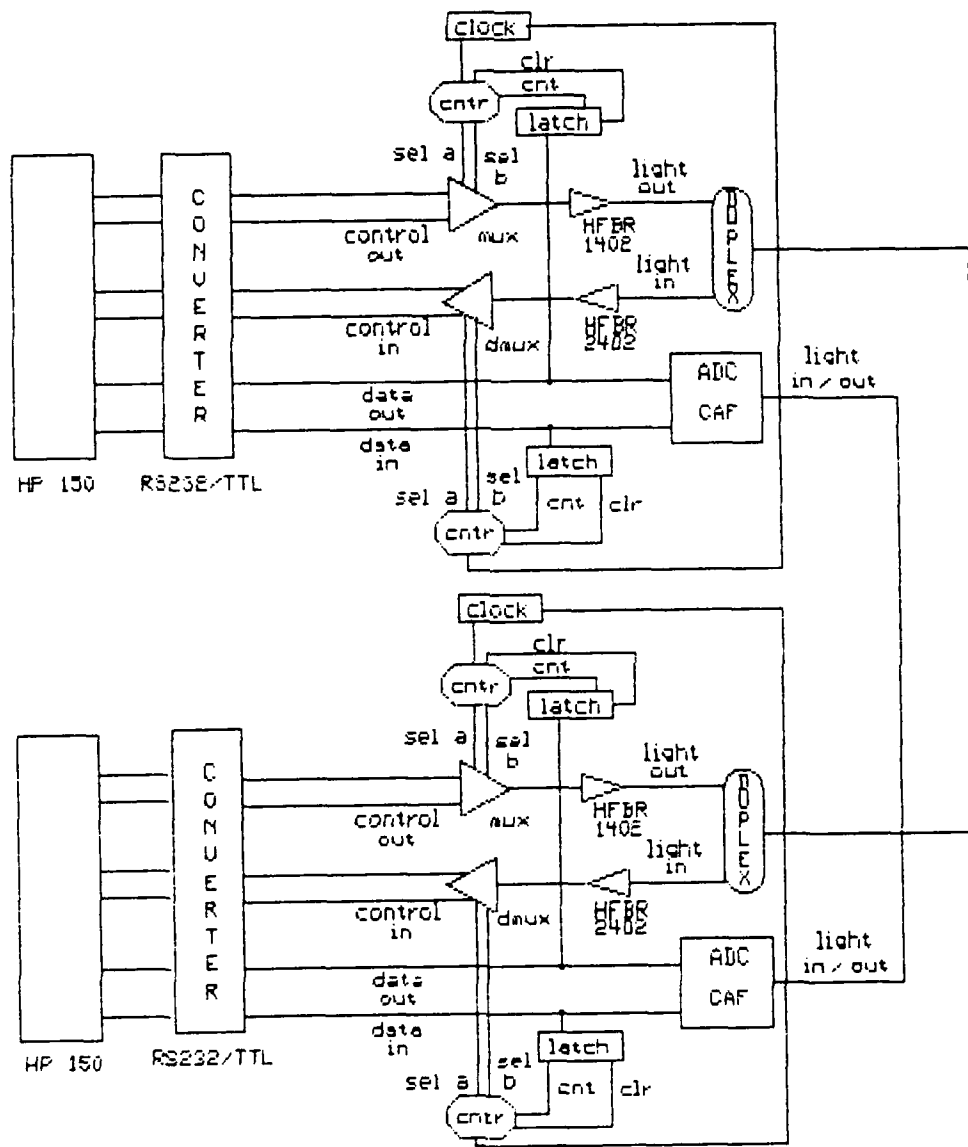 clock
clr
cnt
cntr
latch
sel a
sel b
CONVERTER
light out
HFBR 1402
mux
control out
DUPLEX
light in
HFBR 2402
dmux
control in
ADC CAF
light in/out
data out
data in
latch
HP 150
RS232/TTL
sel a
sel b
cnt
clr
cntr
clock
clr
cnt
cntr
latch
sel a
sel b
CONVERTER
light out
HFBR 1402
mux
control out
DUPLEX
light in
HFBR 2402
dmux
control in
ADC CAF
light in/out
data out
data in
latch
HP 150
RS232/TTL
sel a
sel b
cnt
clr
cntr